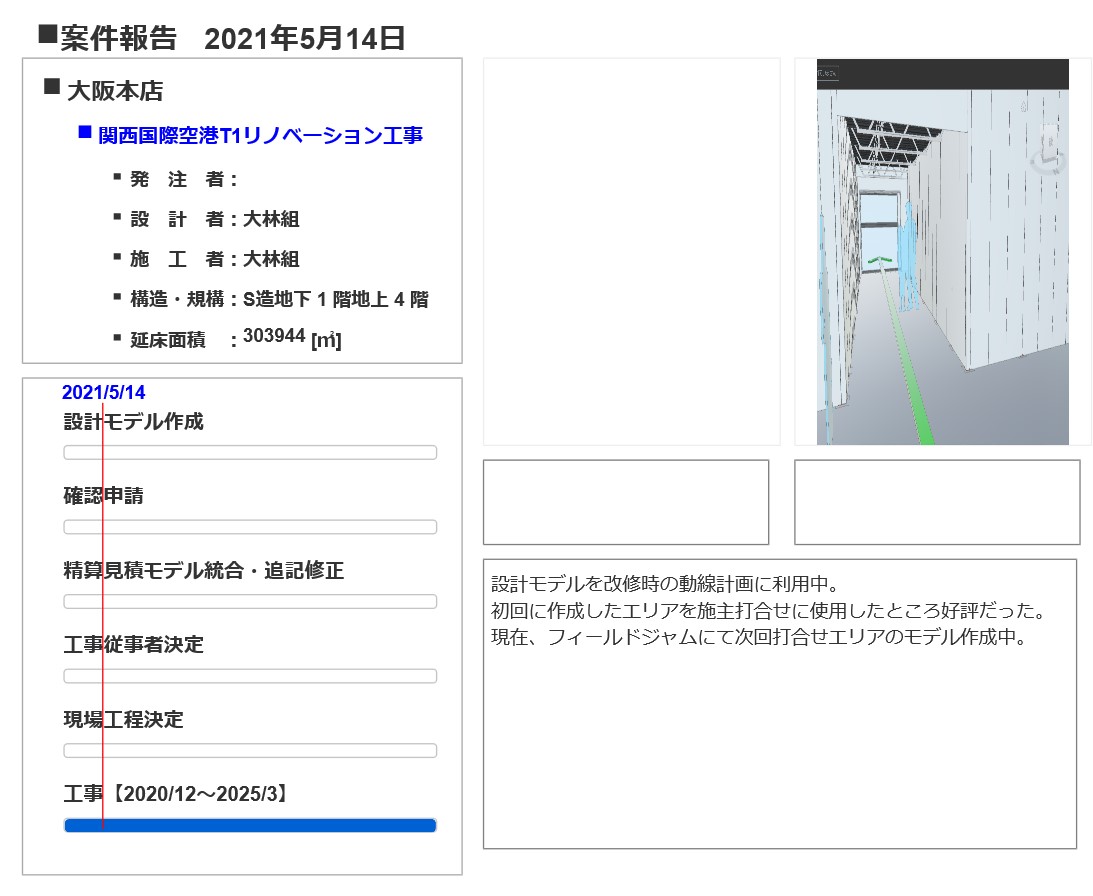 ■案件報告 2021年5月14日
■ 大阪本店
■ 関西国際空港T1リノベーション工事
▪ 発 注 者：
▪ 設 計 者：大林組
▪ 施 工 者：大林組
▪ 構造・規構：S造地下 1 階地上 4 階
▪ 延床面積 ：303944 [㎡]
2021/5/14
設計モデル作成
確認申請
精算見積モデル統合・追記修正
工事従事者決定
現場工程決定
工事【2020/12～2025/3】
設計モデルを改修時の動線計画に利用中。
初回に作成したエリアを施主打合せに使用したところ好評だった。
現在、フィールドジャムにて次回打合せエリアのモデル作成中。